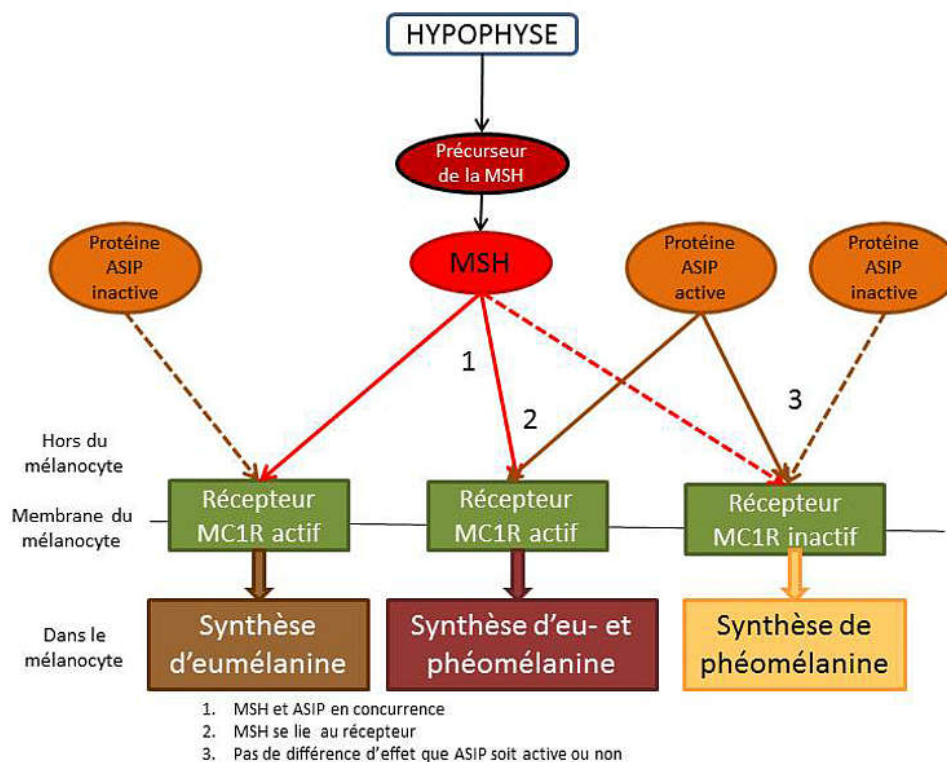 HYPOPHYSE
Précurseur
de la MSH
Protéine
ASIP
inactive
MSH
Protéine
ASIP
active
Protéine
ASIP
inactive
1
2
3
Hors du
mélanocyte
Récepteur
MC1R actif
Récepteur
MC1R actif
Récepteur
MC1R inactif
Membrane du
mélanocyte
Dans le
mélanocyte
Synthèse
d'eumélanine
Synthèse d'eu- et
phéomélanine
Synthèse de
phéomélanine
1. MSH et ASIP en concurrence
2. MSH se lie au récepteur
3. Pas de différence d'effet que ASIP soit active ou non